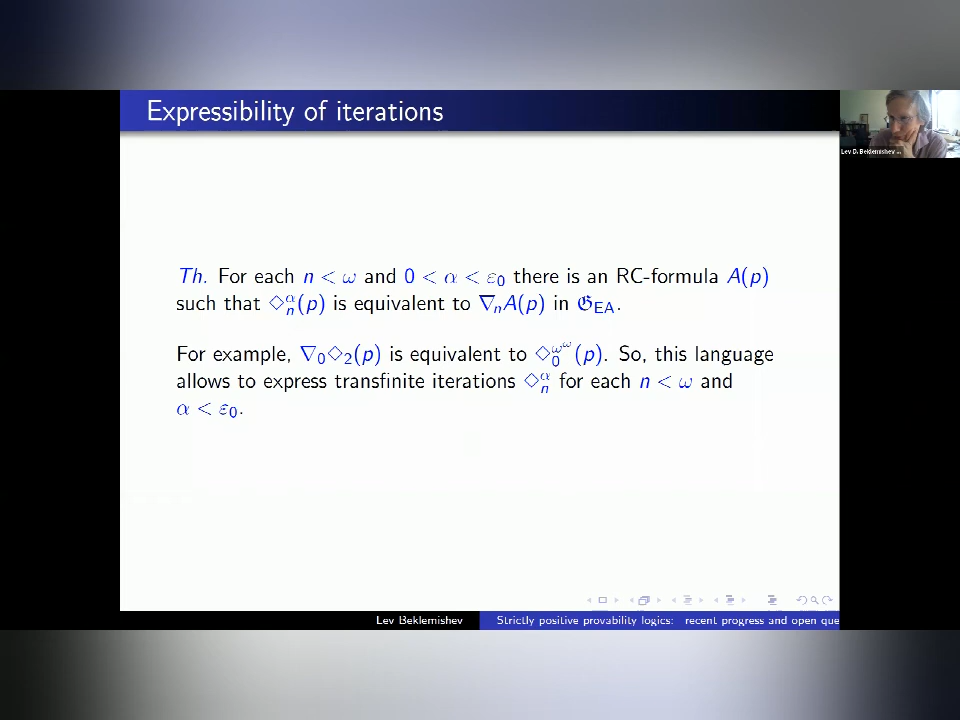 Expressibility of iterations
Lev D. Beklemishev ...
Th. For each n < ω and 0 < α < ε₀ there is an RC-formula A(p)
such that ◇ₙ^α(p) is equivalent to ∇ₙA(p) in 𝔊_EA.
For example, ∇₀◇₂(p) is equivalent to ◇₀^{ω^ω}(p). So, this language
allows to express transfinite iterations ◇ₙ^α for each n < ω and
α < ε₀.
Lev Beklemishev
Strictly positive provability logics: recent progress and open que